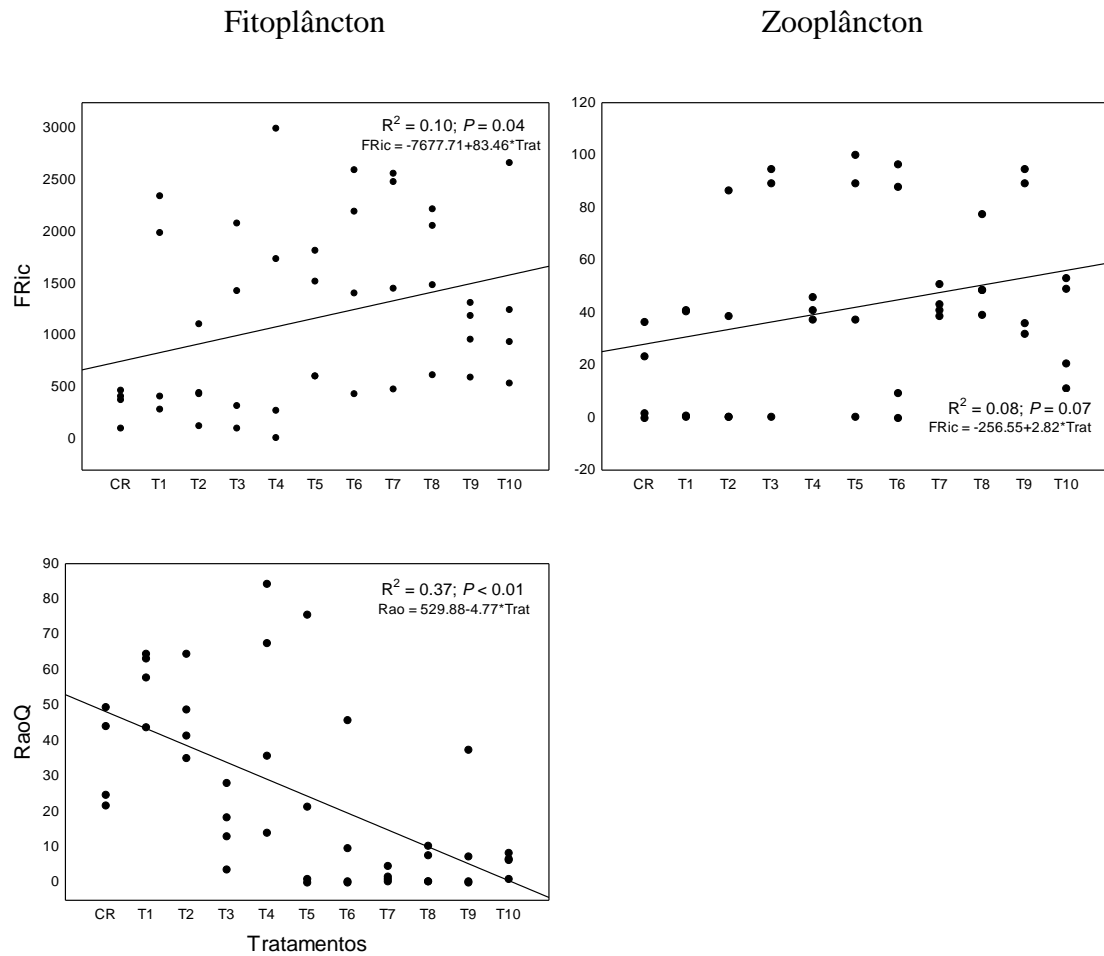 Fitoplâncton
Zooplâncton
R² = 0.10; P = 0.04
FRic = -7677.71+83.46*Trat
FRic
3000
2500
2000
1500
1000
500
0
CR T1 T2 T3 T4 T5 T6 T7 T8 T9 T10
120
100
80
60
40
20
0
-20
R² = 0.08; P = 0.07
FRic = -256.55+2.82*Trat
CR T1 T2 T3 T4 T5 T6 T7 T8 T9 T10
R² = 0.37; P < 0.01
Rao = 529.88-4.77*Trat
RaoQ
90
80
70
60
50
40
30
20
10
0
CR T1 T2 T3 T4 T5 T6 T7 T8 T9 T10
Tratamentos